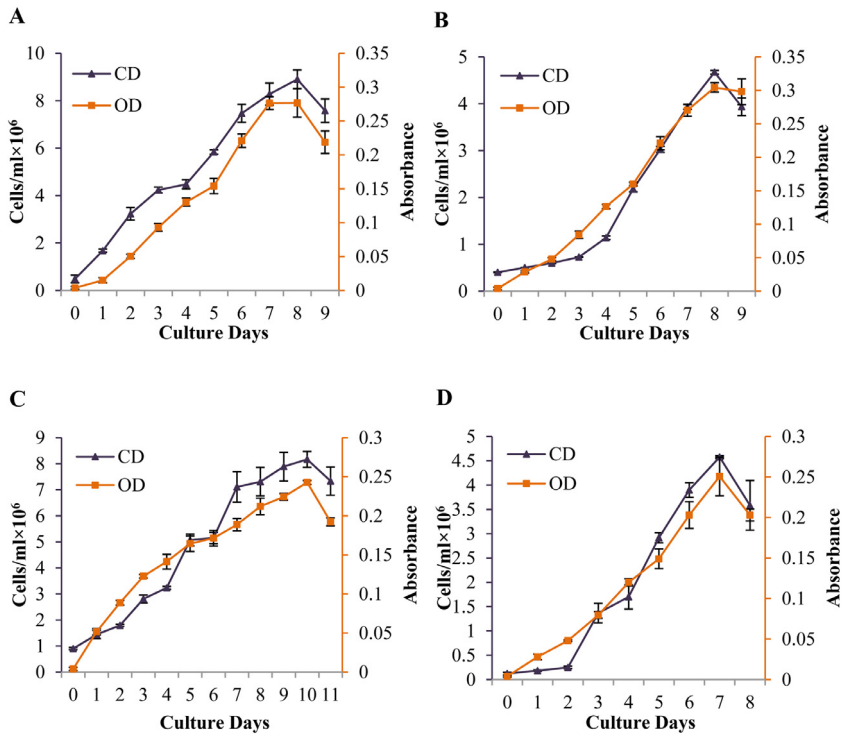 A
10 0.35
CD 0.3
8 OD 0.25
6 0.2
4 0.15
0.1
2 0.05
0 0
Cells/ml×10⁶
Absorbance
0 1 2 3 4 5 6 7 8 9
Culture Days
B
5 0.35
CD 0.3
4 OD 0.25
3 0.2
2 0.15
0.1
1 0.05
0 0
Cells/ml×10⁶
Absorbance
0 1 2 3 4 5 6 7 8 9
Culture Days
C
9 0.3
8 CD
7 OD 0.25
6 0.2
5 0.15
4
3 0.1
2 0.05
1
0 0
Cells/ml×10⁶
Absorbance
0 1 2 3 4 5 6 7 8 9 10 11
Culture Days
D
5 0.3
4.5 CD
4 OD 0.25
3.5 0.2
3
2.5 0.15
2 0.1
1.5
1 0.05
0.5
0 0
Cells/ml×10⁶
Absorbance
0 1 2 3 4 5 6 7 8
Culture Days